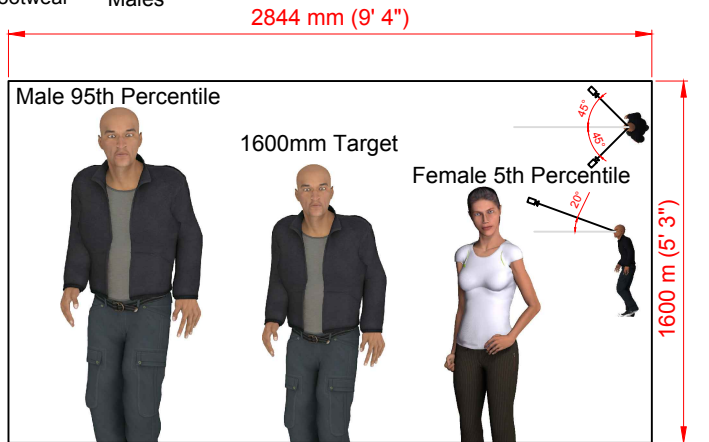 Males
2844 mm (9' 4")
Male 95th Percentile
1600mm Target
Female 5th Percentile
45°
45°
20°
1600 m (5' 3")